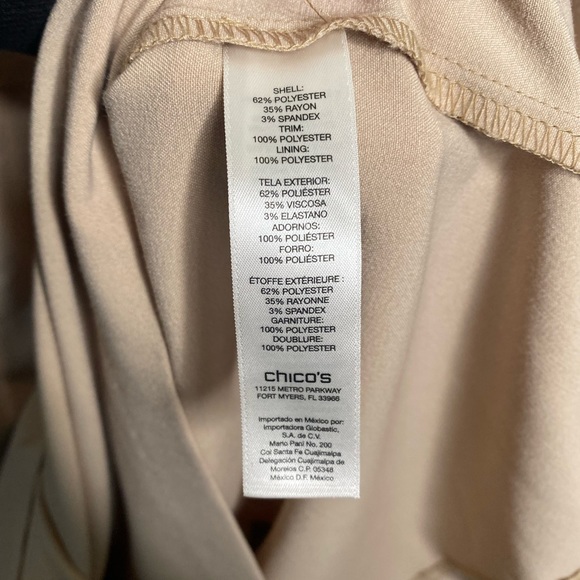 SHELL:
62% POLYESTER
35% RAYON
3% SPANDEX
TRIM:
100% POLYESTER
LINING:
100% POLYESTER
TELA EXTERIOR:
62% POLIÉSTER
35% VISCOSA
3% ELASTANO
ADORNOS:
100% POLIÉSTER
FORRO:
100% POLIÉSTER
ÉTOFFE EXTÉRIEURE :
62% POLYESTER
35% RAYONNE
3% SPANDEX
GARNITURE:
100% POLYESTER
DOUBLURE:
100% POLYESTER
chico's
11215 METRO PARKWAY
FORT MYERS, FL 33966
Importado en México por:
Importadora Globastic,
S.A. de C.V.
Mario Pani No. 200
Col Santa Fe Cuajimalpa
Delegación Cuajimalpa de
Morelos C.P. 05348
México D.F. México